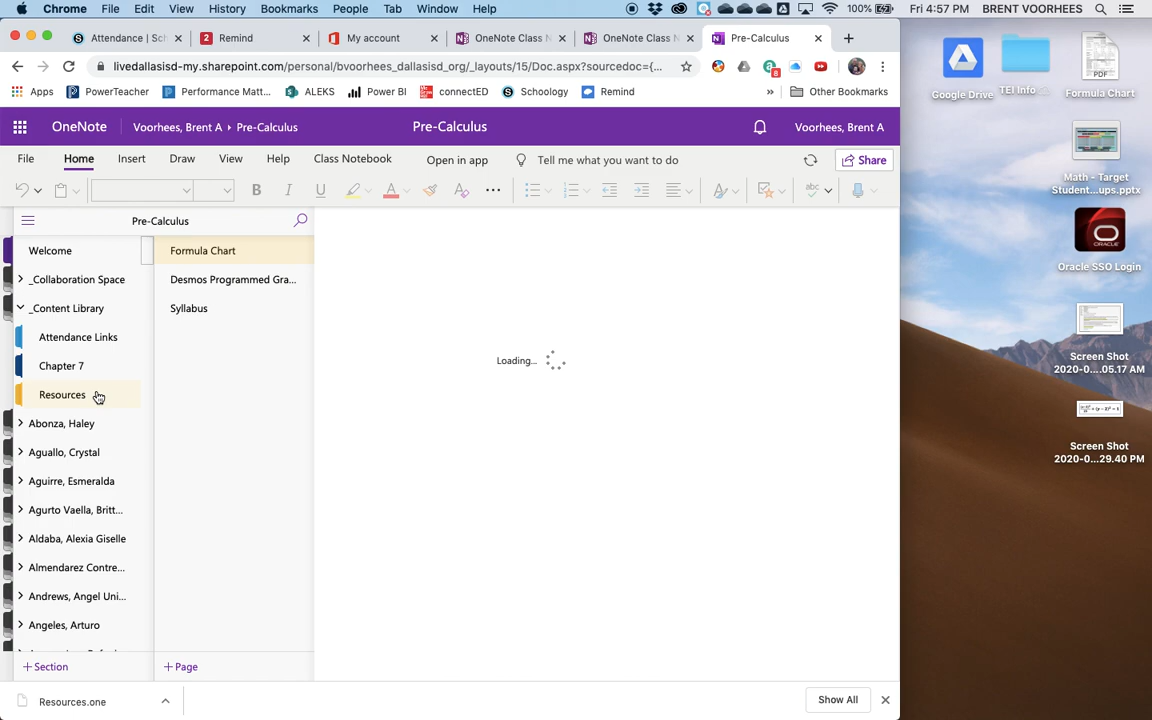 Chrome File Edit View History Bookmarks People Tab Window Help 100% Fri 4:57 PM BRENT VOORHEES
Attendance | Sch Remind My account OneNote Class N OneNote Class N Pre-Calculus
livedallasisd-my.sharepoint.com/personal/bvoorhees_dallasisd_org/_layouts/15/Doc.aspx?sourcedoc={...
Apps PowerTeacher Performance Matt... ALEKS Power BI connectED Schoology Remind » Other Bookmarks
OneNote Voorhees, Brent A Pre-Calculus Pre-Calculus Voorhees, Brent A
File Home Insert Draw View Help Class Notebook Open in app Tell me what you want to do Share
B I U A abc
Pre-Calculus
Welcome
_Collaboration Space
_Content Library
Attendance Links
Chapter 7
Resources
Abonza, Haley
Aguallo, Crystal
Aguirre, Esmeralda
Agurto Vaella, Britt...
Aldaba, Alexia Giselle
Almendarez Contre...
Andrews, Angel Uni...
Angeles, Arturo
+ Section
Formula Chart
Desmos Programmed Gra...
Syllabus
+ Page
Loading...
Resources.one
Show All
Google Drive
TEI Info
PDF
Formula Chart
Math - Target
Student...ups.pptx
ORACLE
Oracle SSO Login
Screen Shot
2020-0....05.17 AM
Screen Shot
2020-0...29.40 PM